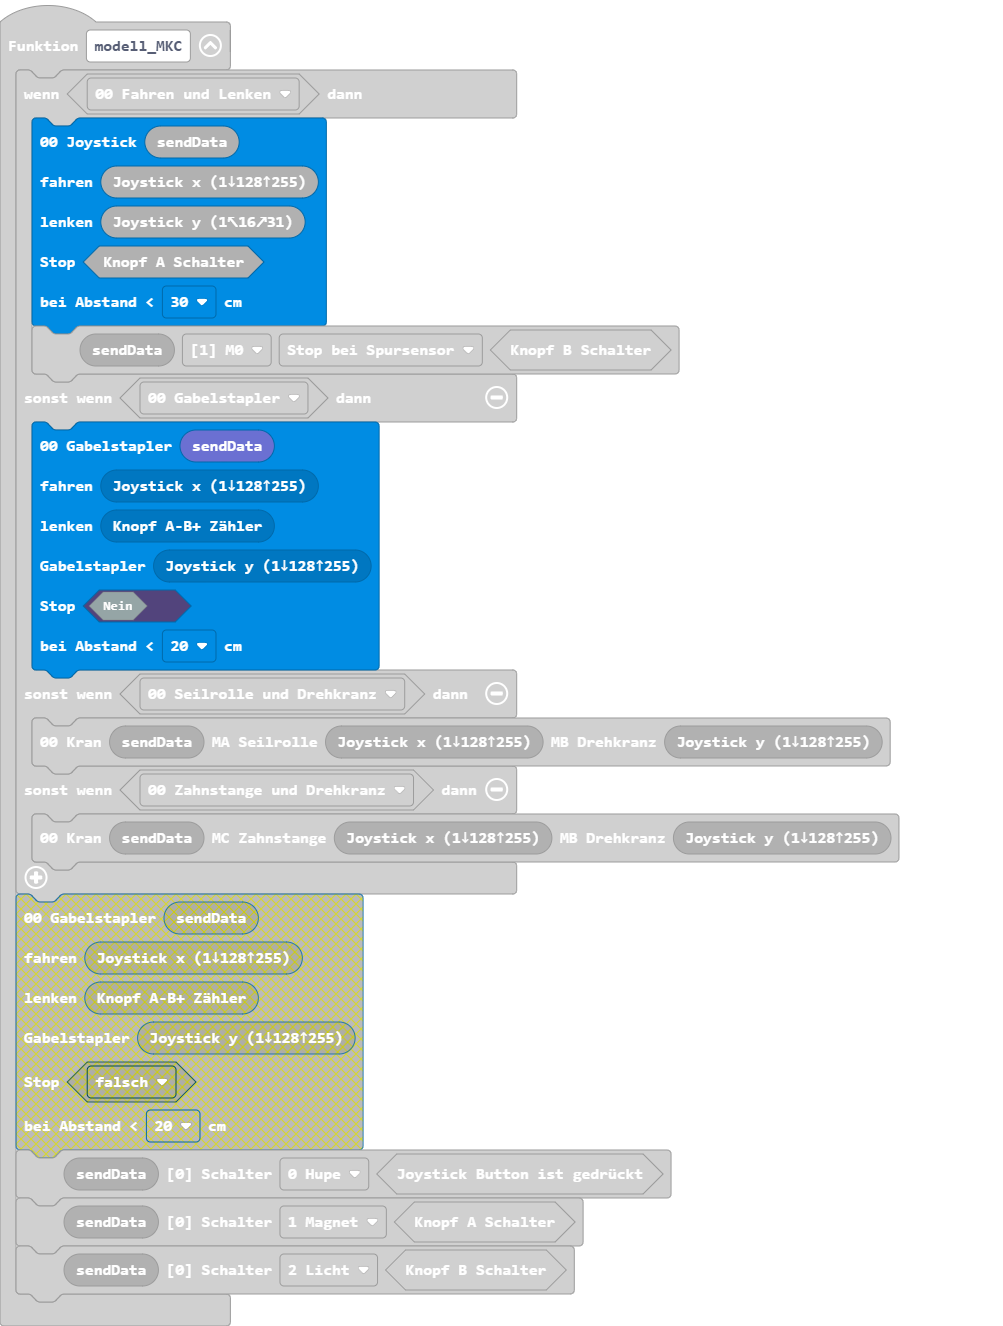 Funktion modell_MKC
wenn 00 Fahren und Lenken dann
00 Joystick sendData
fahren Joystick x (1↓128↑255)
lenken Joystick y (1↖16↗31)
Stop Knopf A Schalter
bei Abstand < 30 cm
sendData [1] M0 Stop bei Spursensor Knopf B Schalter
sonst wenn 00 Gabelstapler dann
00 Gabelstapler sendData
fahren Joystick x (1↓128↑255)
lenken Knopf A-B+ Zähler
Gabelstapler Joystick y (1↓128↑255)
Stop Nein
bei Abstand < 20 cm
sonst wenn 00 Seilrolle und Drehkranz dann
00 Kran sendData MA Seilrolle Joystick x (1↓128↑255) MB Drehkranz Joystick y (1↓128↑255)
sonst wenn 00 Zahnstange und Drehkranz dann
00 Kran sendData MC Zahnstange Joystick x (1↓128↑255) MB Drehkranz Joystick y (1↓128↑255)
00 Gabelstapler sendData
fahren Joystick x (1↓128↑255)
lenken Knopf A-B+ Zähler
Gabelstapler Joystick y (1↓128↑255)
Stop falsch
bei Abstand < 20 cm
sendData [0] Schalter 0 Hupe Joystick Button ist gedrückt
sendData [0] Schalter 1 Magnet Knopf A Schalter
sendData [0] Schalter 2 Licht Knopf B Schalter